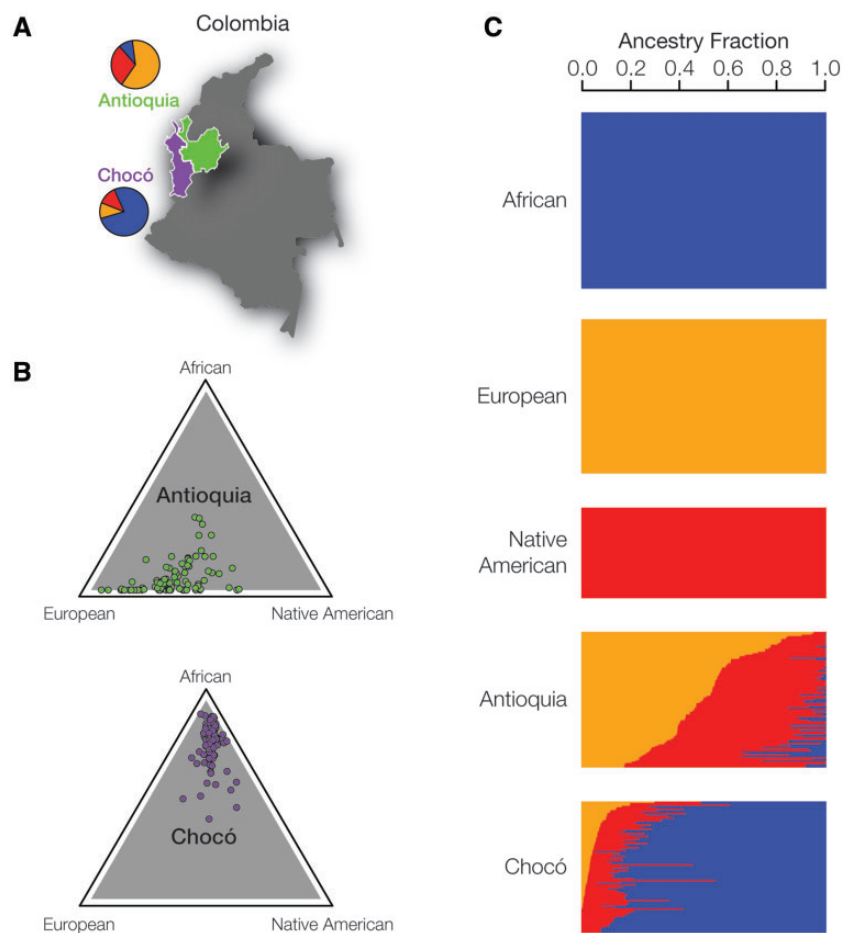 A
Colombia
Antioquia
Chocó
B
African
Antioquia
European
Native American
African
Chocó
European
Native American
C
Ancestry Fraction
0.0
0.2
0.4
0.6
0.8
1.0
African
European
Native
American
Antioquia
Chocó